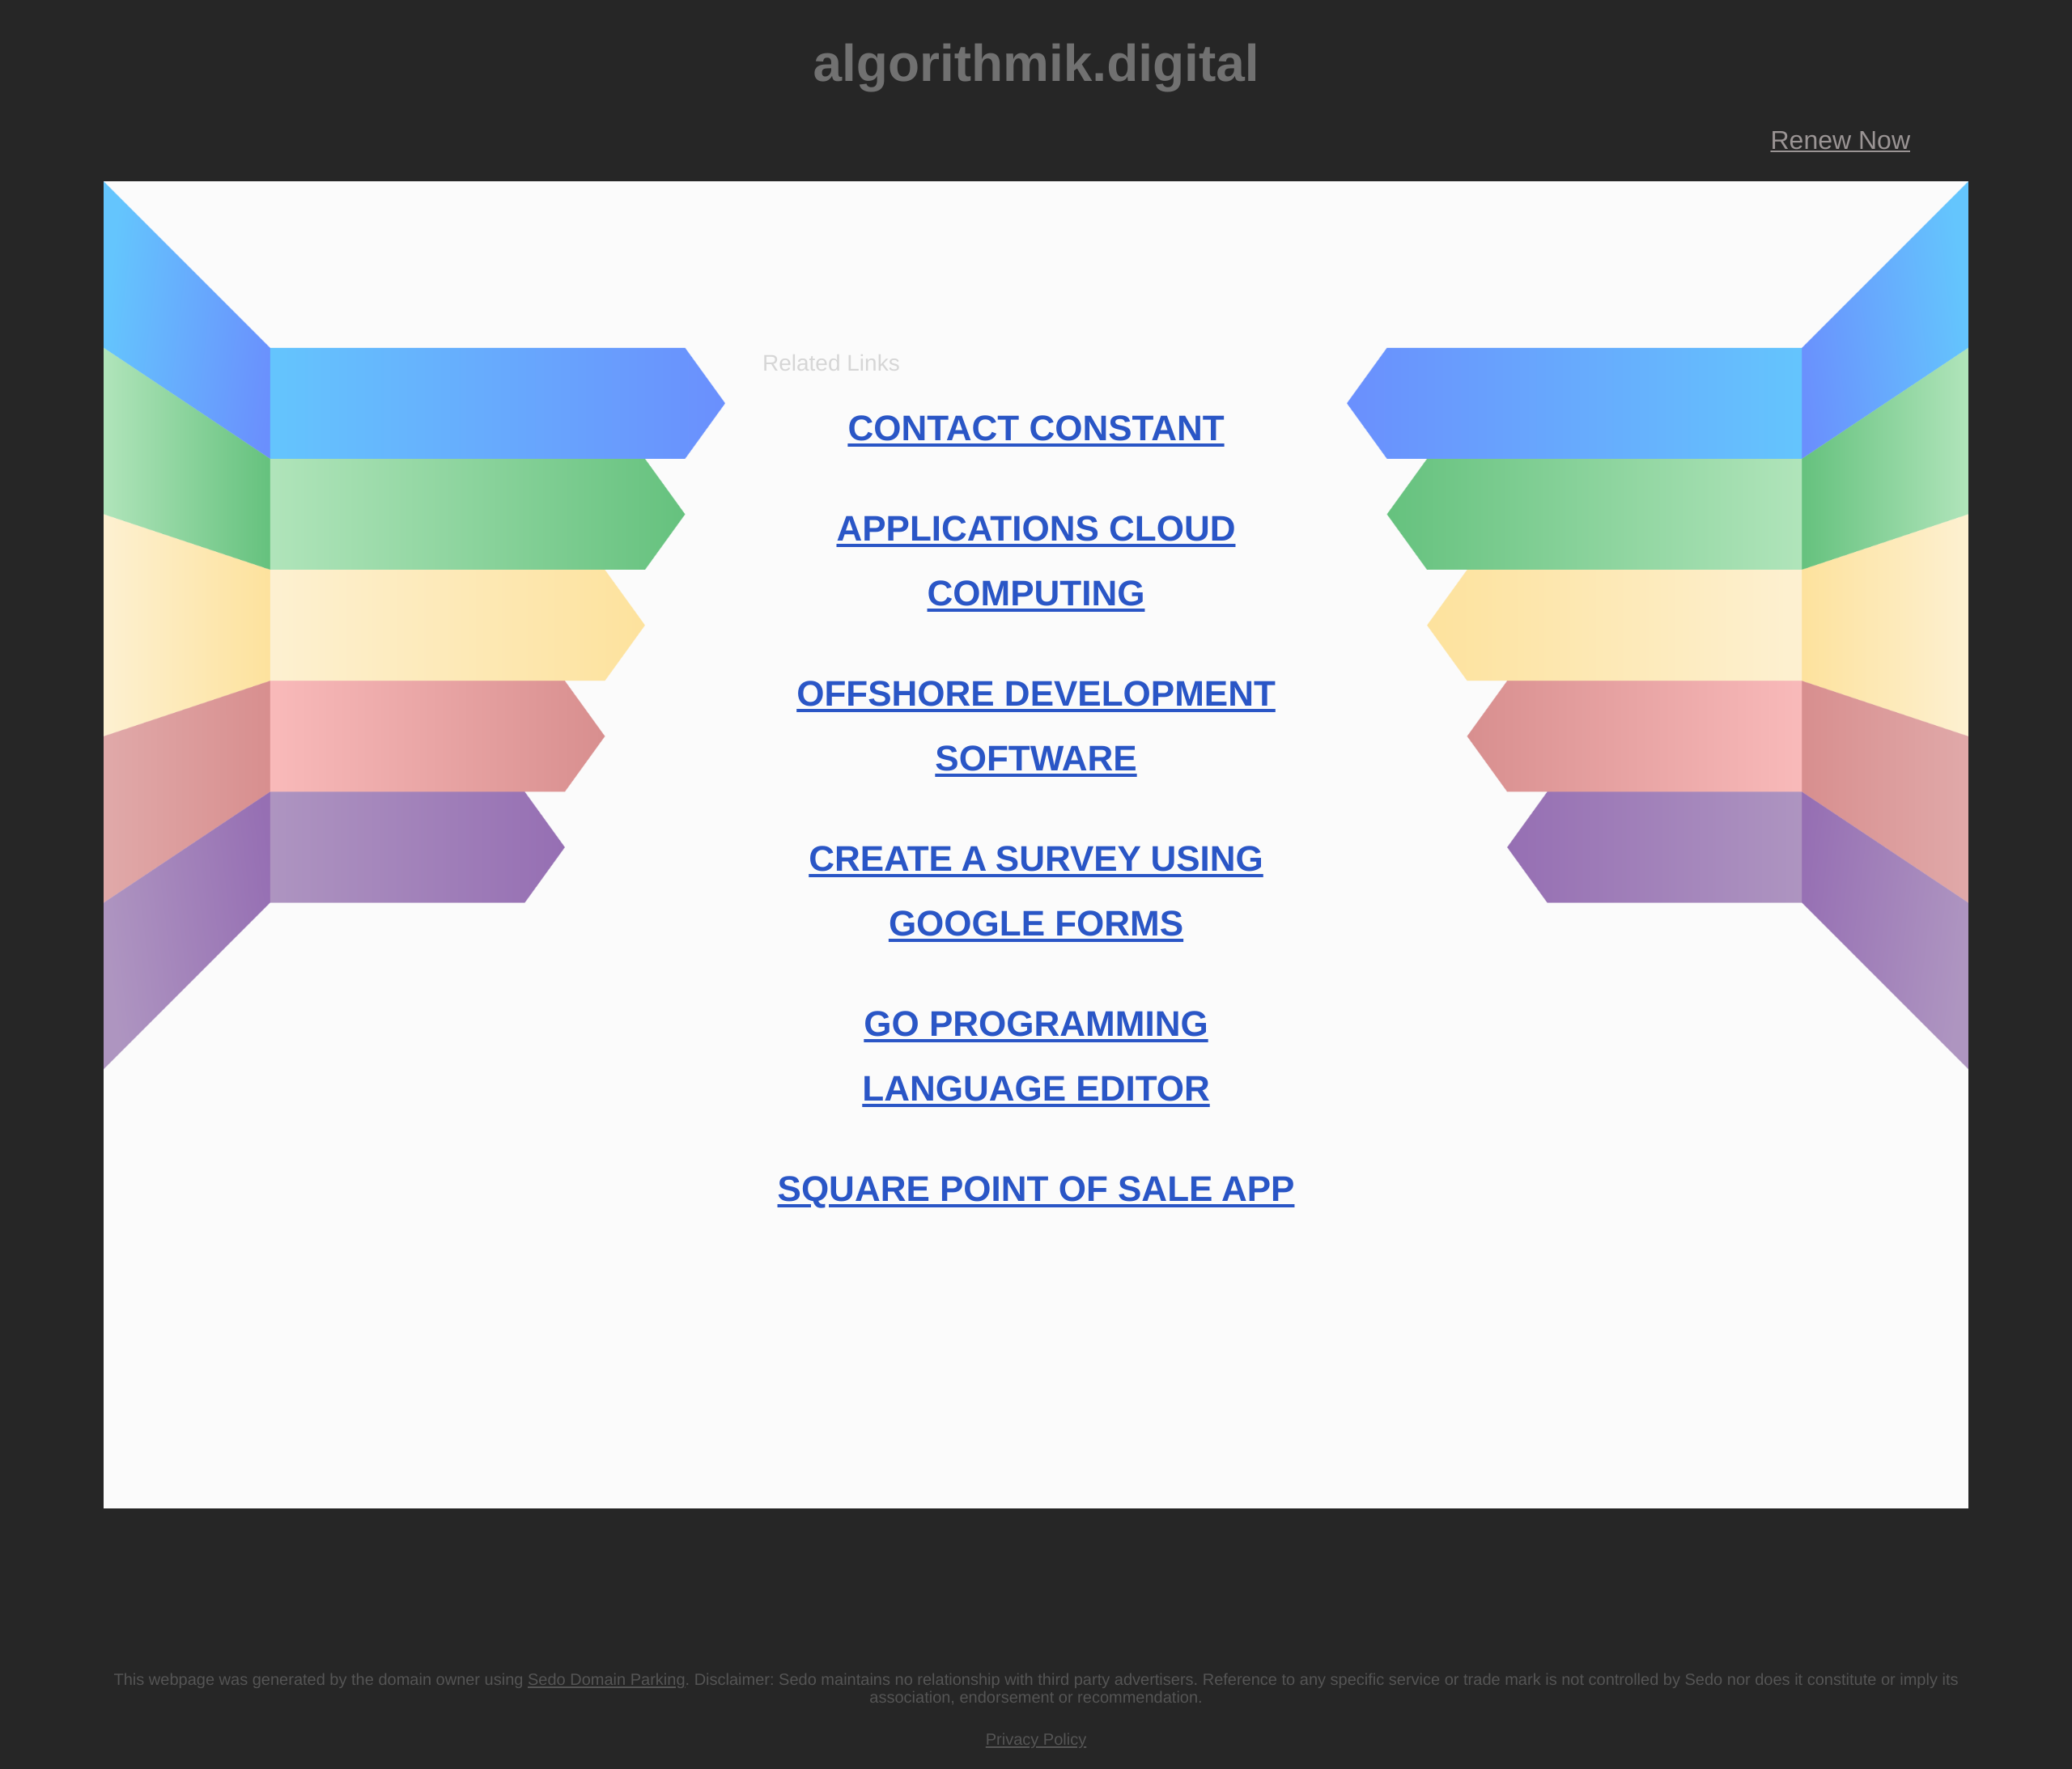 algorithmik.digital
Renew Now
Related Links
CONTACT CONSTANT
APPLICATIONS CLOUD
COMPUTING
OFFSHORE DEVELOPMENT
SOFTWARE
CREATE A SURVEY USING
GOOGLE FORMS
GO PROGRAMMING
LANGUAGE EDITOR
SQUARE POINT OF SALE APP
This webpage was generated by the domain owner using Sedo Domain Parking. Disclaimer: Sedo maintains no relationship with third party advertisers. Reference to any specific service or trade mark is not controlled by Sedo nor does it constitute or imply its
association, endorsement or recommendation.
Privacy Policy